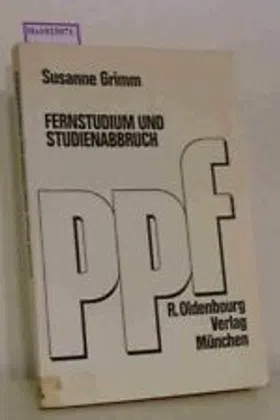 Susanne Grimm
FERNSTUDIUM UND
STUDIENABBRUCH
ppf
R. Oldenbourg
Verlag
München